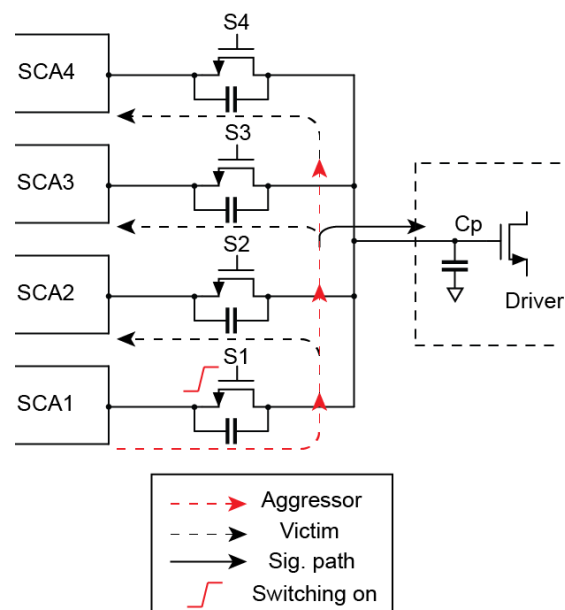 S4
SCA4
S3
SCA3
Cp
S2
SCA2
Driver
S1
SCA1
Aggressor
Victim
Sig. path
Switching on